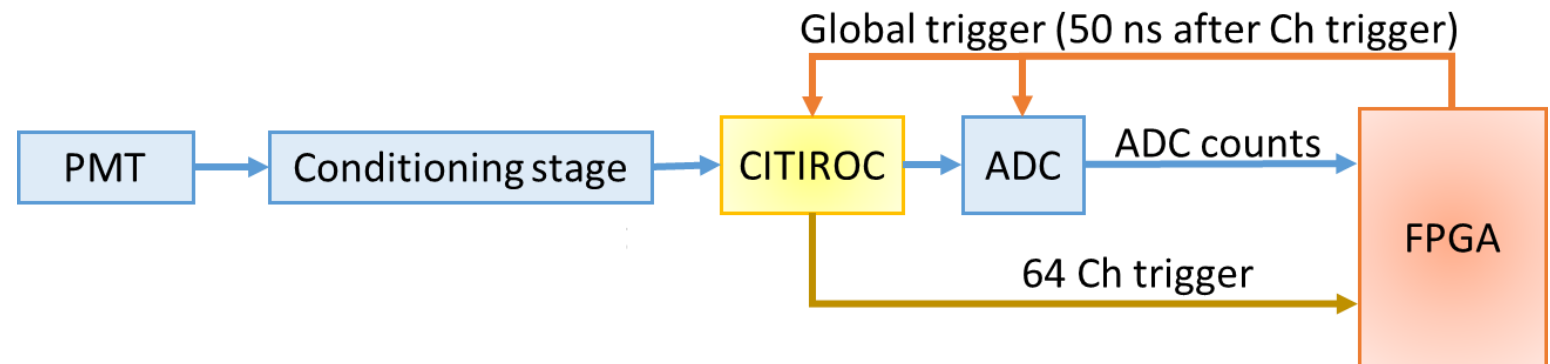 Global trigger (50 ns after Ch trigger)
PMT
Conditioning stage
CITIROC
ADC
ADC counts
FPGA
64 Ch trigger